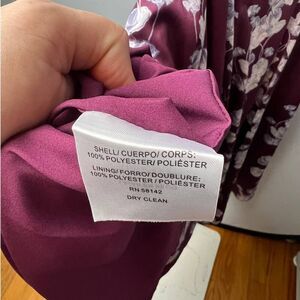 SHELL/ CUERPO/ CORPS:
100% POLYESTER/ POLIÉSTER
LINING/ FORRO/ DOUBLURE:
100% POLYESTER / POLIÉSTER
RN 58142
DRY CLEAN